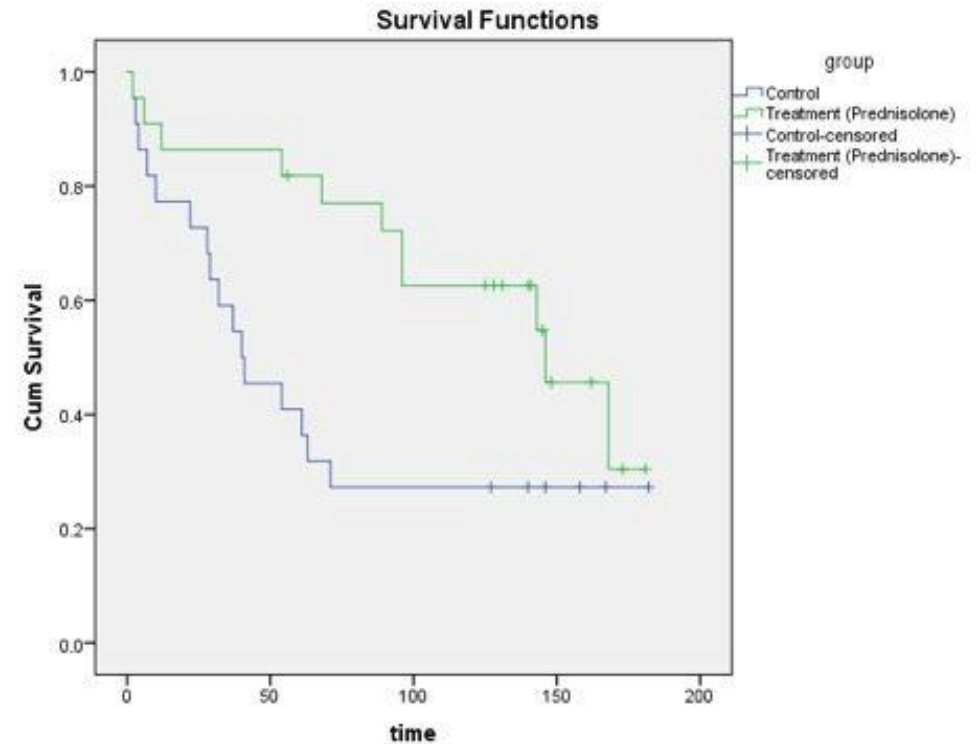 Survival Functions
group
Control
Treatment (Prednisolone)
Control-censored
Treatment (Prednisolone)-
censored
Cum Survival
1.0
0.8
0.6
0.4
0.2
0.0
0 50 100 150 200
time